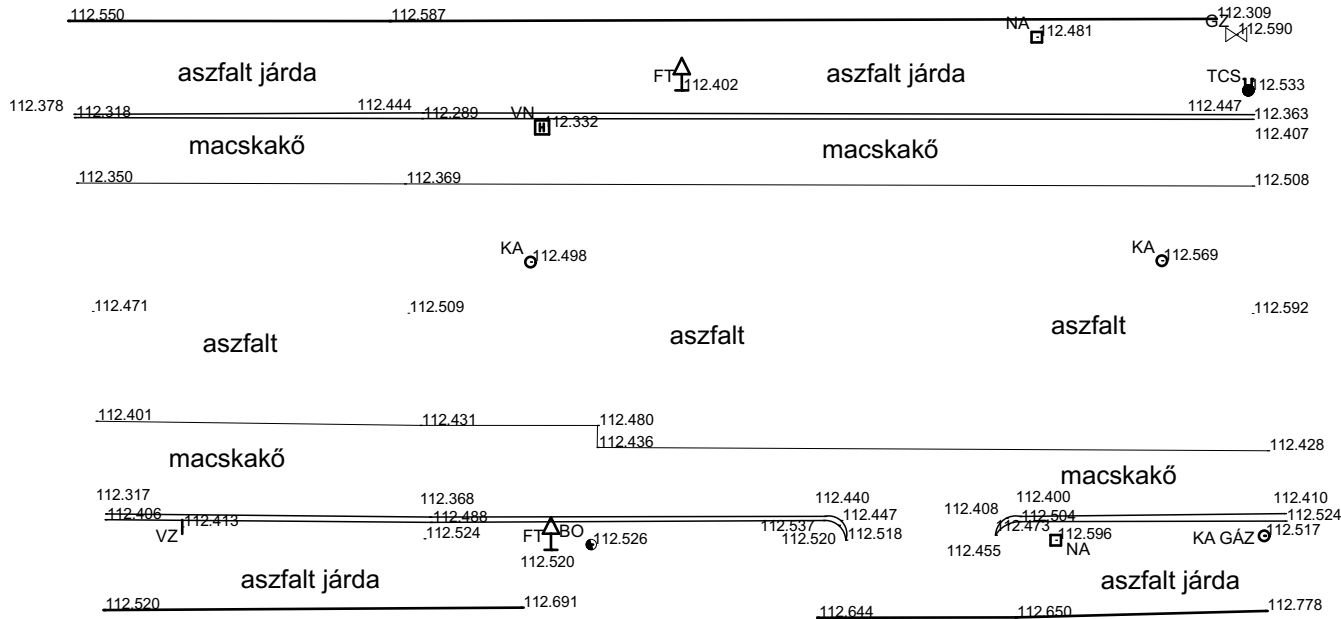 112.550 112.587 112.309
NA 112.481 GZ 112.590
aszfalt járda FT 112.402 aszfalt járda TCS 112.533
112.378 112.318 112.444 112.289 VN 112.332 112.447 112.363
112.407
macskakő macskakő
112.350 112.369 112.508
KA 112.498 KA 112.569
112.471 112.509 112.592
aszfalt aszfalt aszfalt
112.401 112.431 112.480
112.436 112.428
macskakő macskakő
112.317 112.368 112.440 112.400 112.410
112.406 112.413 112.488 112.447 112.408 112.504 112.524
VZ 112.524 FT BO 112.526 112.537 112.520 112.518 112.473 112.596 KA GÁZ 112.517
112.520 112.455 NA
aszfalt járda aszfalt járda
112.520 112.691 112.644 112.650 112.778